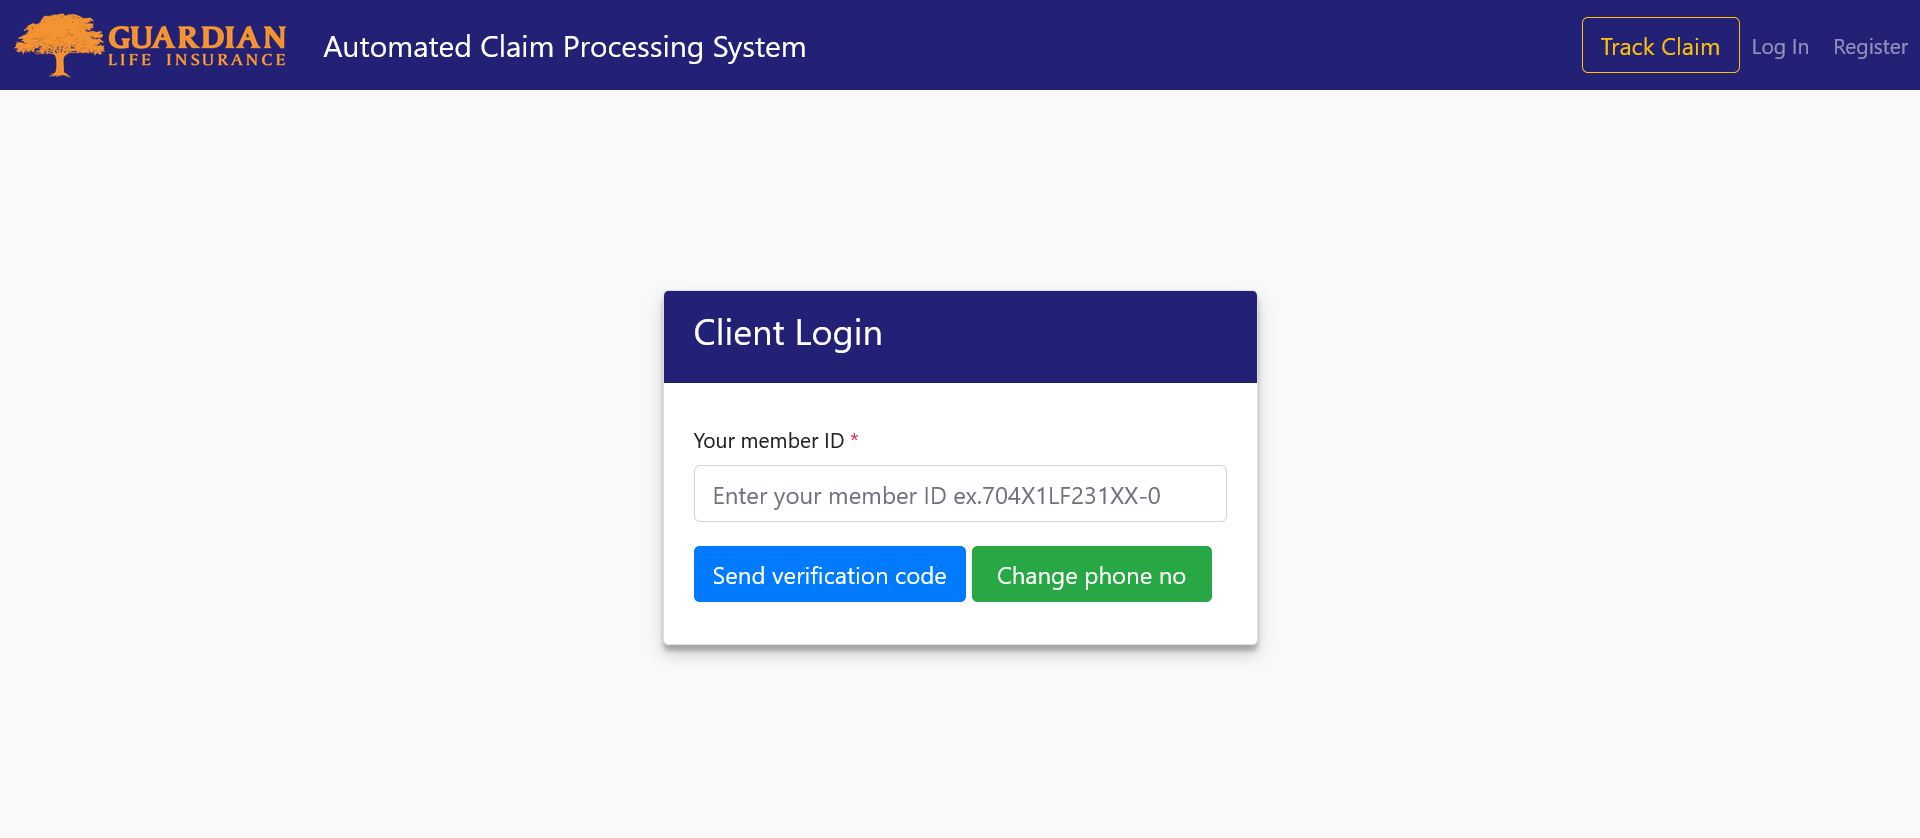 GUARDIAN
LIFE INSURANCE
Automated Claim Processing System
Track Claim
Log In
Register
Client Login
Your member ID *
Enter your member ID ex.704X1LF231XX-0
Send verification code
Change phone no